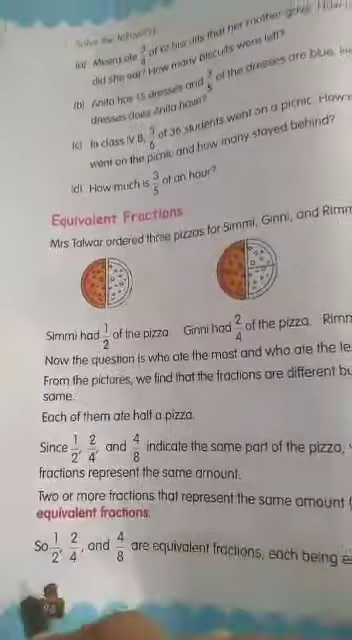 Solve the following.
(a) Meena ate 3/4 of 12 biscuits that her mother gave. How
did she eat? How many biscuits were left?
(b) Anita has 15 dresses and of the dresses are blue.
dresses does Anita have?
(c) In class IV B, 5/6 of 36 students went on a picnic. How
went on the picnic and how many stayed behind?
(d) How much is 3/5 of an hour?
Equivalent Fractions
Mrs Talwar ordered three pizzas for Simmi, Ginni, and Rimm
Simmi had 1/2 of the pizza. Ginni had 2/4 of the pizza. Rimr
Now the question is who ate the most and who ate the le
From the pictures, we find that the fractions are different bu
same.
Each of them ate half a pizza.
Since 1/2, 2/4, and 4/8 indicate the same part of the pizza,
fractions represent the same amount.
Two or more fractions that represent the same amount
equivalent fractions.
So 1/2, 2/4, and 4/8 are equivalent fractions, each being e